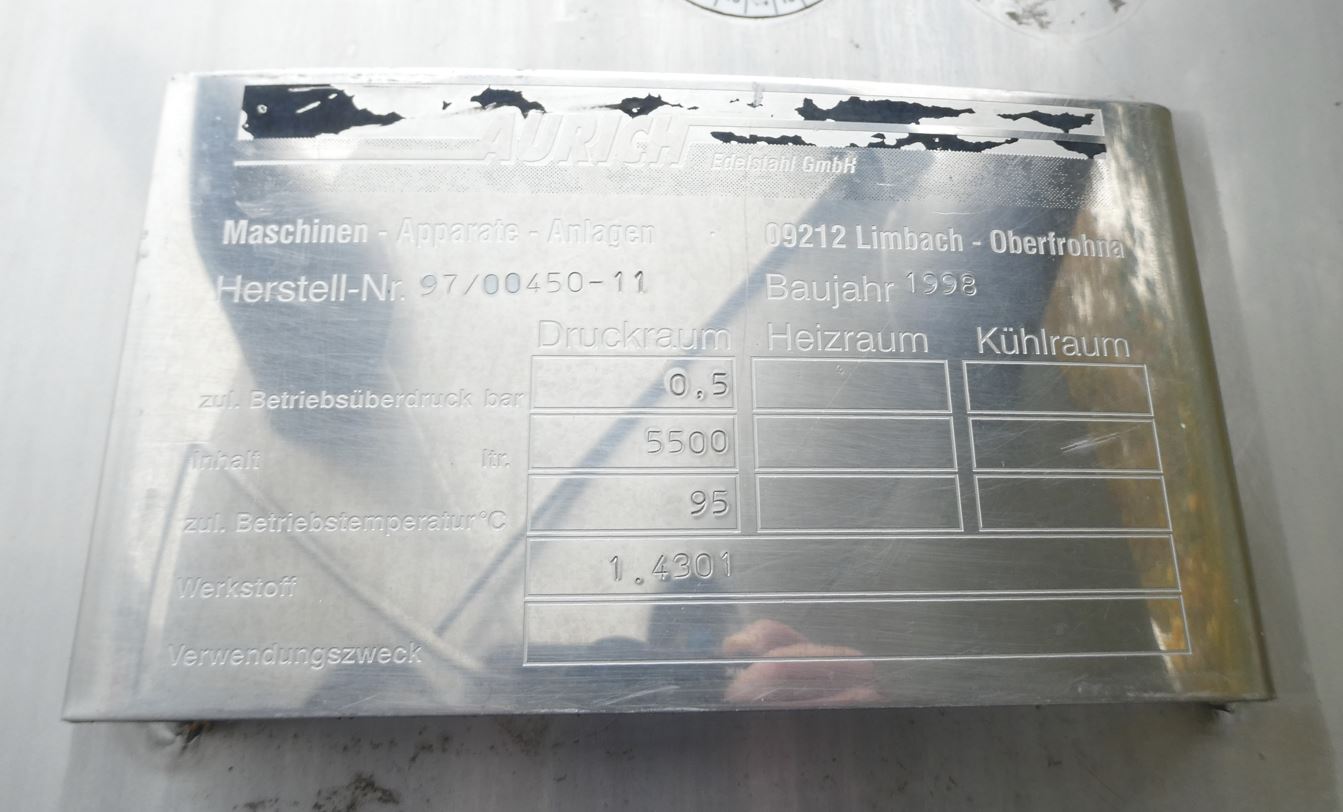 AURICH Edelstahl GmbH
Maschinen - Apparate - Anlagen · 09212 Limbach - Oberfrohna
Herstell-Nr. 97/00450-11 Baujahr 1998
Druckraum Heizraum Kühlraum
zul. Betriebsüberdruck bar 0,5
Inhalt ltr. 5500
zul. Betriebstemperatur°C 95
Werkstoff 1.4301
Verwendungszweck